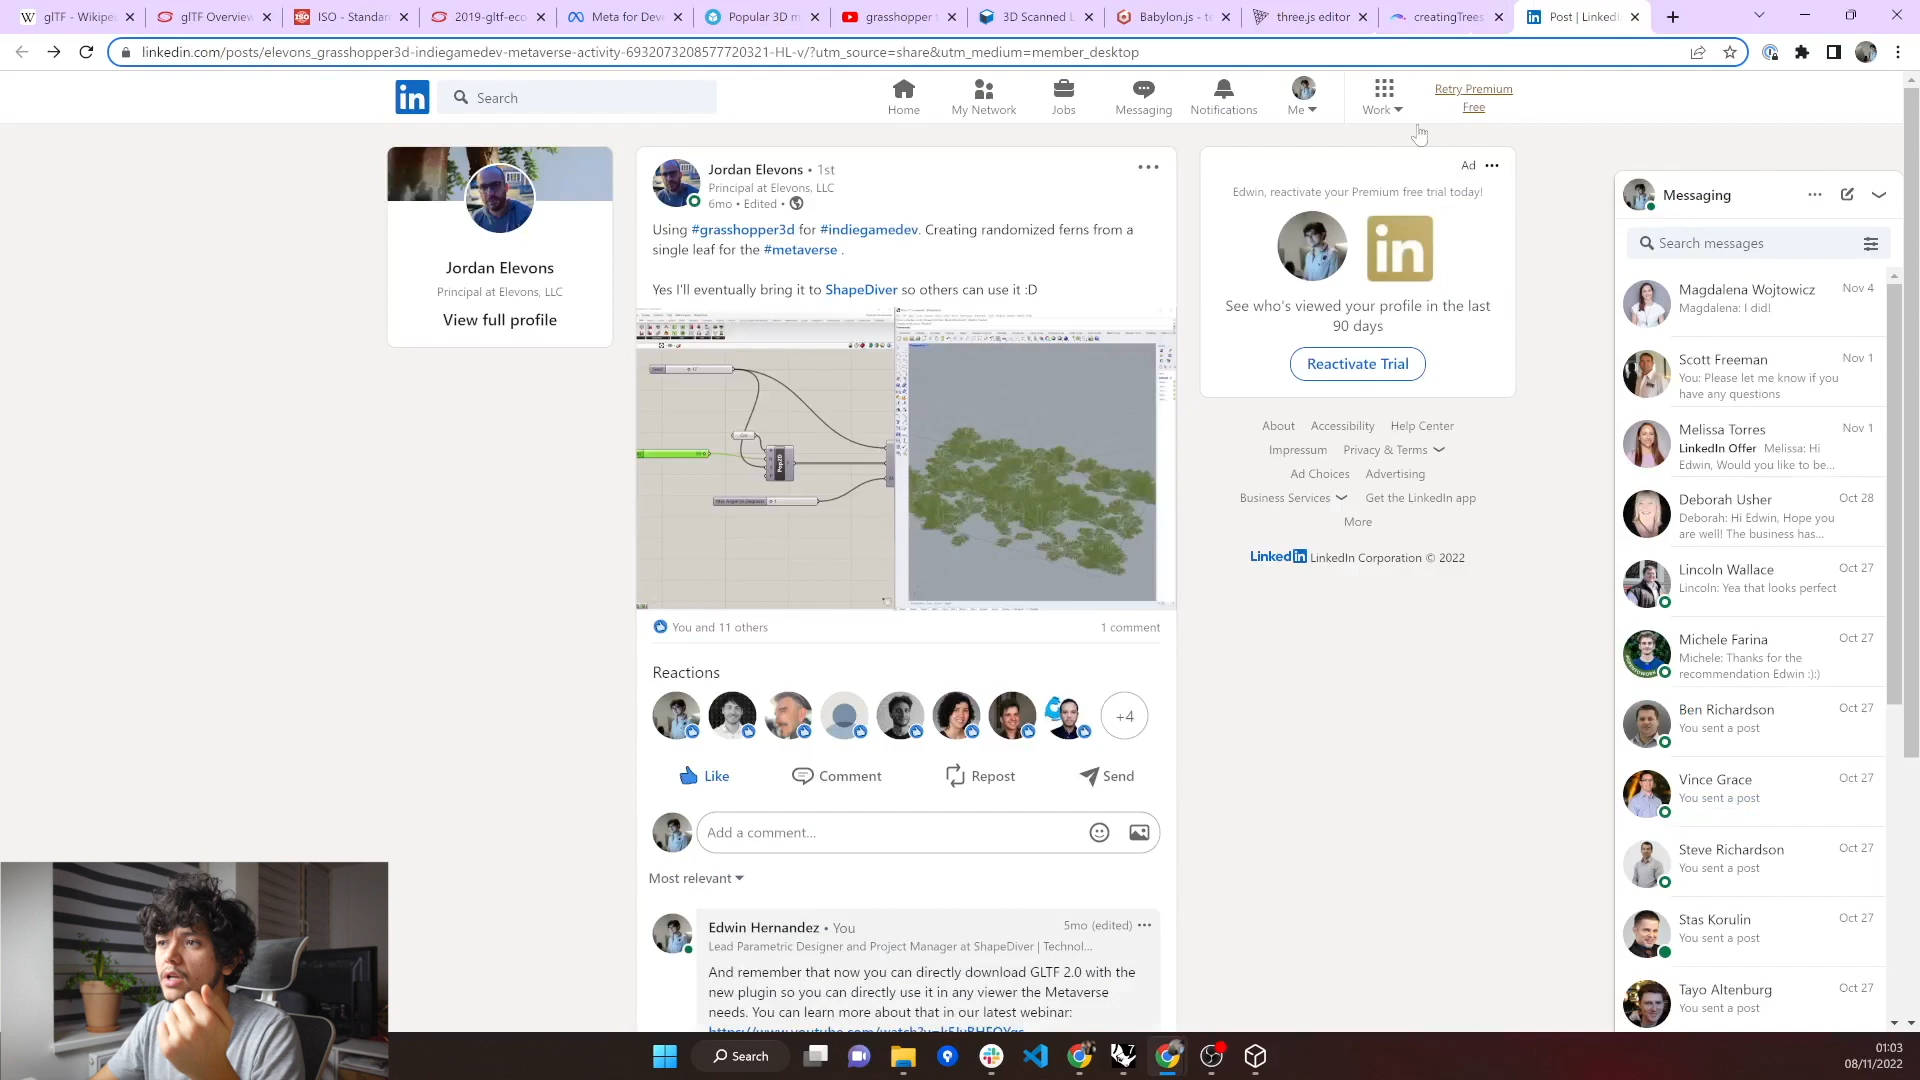 glTF - Wikipe
glTF Overview
ISO - Standar
2019-gltf-eco
Meta for Deve
Popular 3D m
grasshopper t
3D Scanned L
Babylon.js - te
three.js editor
creatingTrees
Post | LinkedIn
linkedin.com/posts/elevons_grasshopper3d-indiegamedev-metaverse-activity-6932073208577720321-HL-v/?utm_source=share&utm_medium=member_desktop
Search
Home
My Network
Jobs
Messaging
Notifications
Me
Work
Retry Premium
Free
Jordan Elevons
Principal at Elevons, LLC
View full profile
Jordan Elevons • 1st
Principal at Elevons, LLC
6mo • Edited •
Using #grasshopper3d for #indiegamedev. Creating randomized ferns from a
single leaf for the #metaverse .
Yes I'll eventually bring it to ShapeDiver so others can use it :D
Pop2D
You and 11 others
1 comment
Reactions
+4
Like
Comment
Repost
Send
Add a comment...
Most relevant
Edwin Hernandez • You
5mo (edited)
Lead Parametric Designer and Project Manager at ShapeDiver | Technol...
And remember that now you can directly download GLTF 2.0 with the
new plugin so you can directly use it in any viewer the Metaverse
needs. You can learn more about that in our latest webinar:
Ad
Edwin, reactivate your Premium free trial today!
in
See who's viewed your profile in the last
90 days
Reactivate Trial
About
Accessibility
Help Center
Impressum
Privacy & Terms
Ad Choices
Advertising
Business Services
Get the LinkedIn app
More
LinkedIn LinkedIn Corporation © 2022
Messaging
Search messages
Magdalena Wojtowicz
Nov 4
Magdalena: I did!
Scott Freeman
Nov 1
You: Please let me know if you
have any questions
Melissa Torres
Nov 1
LinkedIn Offer Melissa: Hi
Edwin, Would you like to be...
Deborah Usher
Oct 28
Deborah: Hi Edwin, Hope you
are well! The business has...
Lincoln Wallace
Oct 27
Lincoln: Yea that looks perfect
Michele Farina
Oct 27
Michele: Thanks for the
recommendation Edwin :):)
Ben Richardson
Oct 27
You sent a post
Vince Grace
Oct 27
You sent a post
Steve Richardson
Oct 27
You sent a post
Stas Korulin
Oct 27
You sent a post
Tayo Altenburg
Oct 27
You sent a post
Search
01:03
08/11/2022